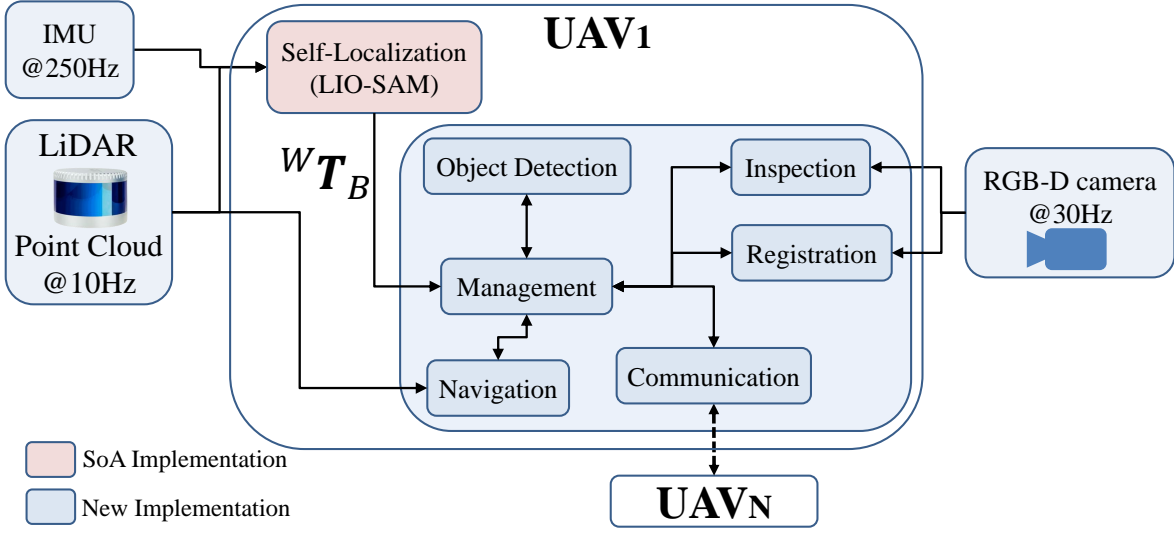 IMU
@250Hz
LiDAR
Point Cloud
@10Hz
UAV1
Self-Localization
(LIO-SAM)
W T B
Object Detection
Inspection
Registration
Management
Navigation
Communication
RGB-D camera
@30Hz
UAVN
SoA Implementation
New Implementation